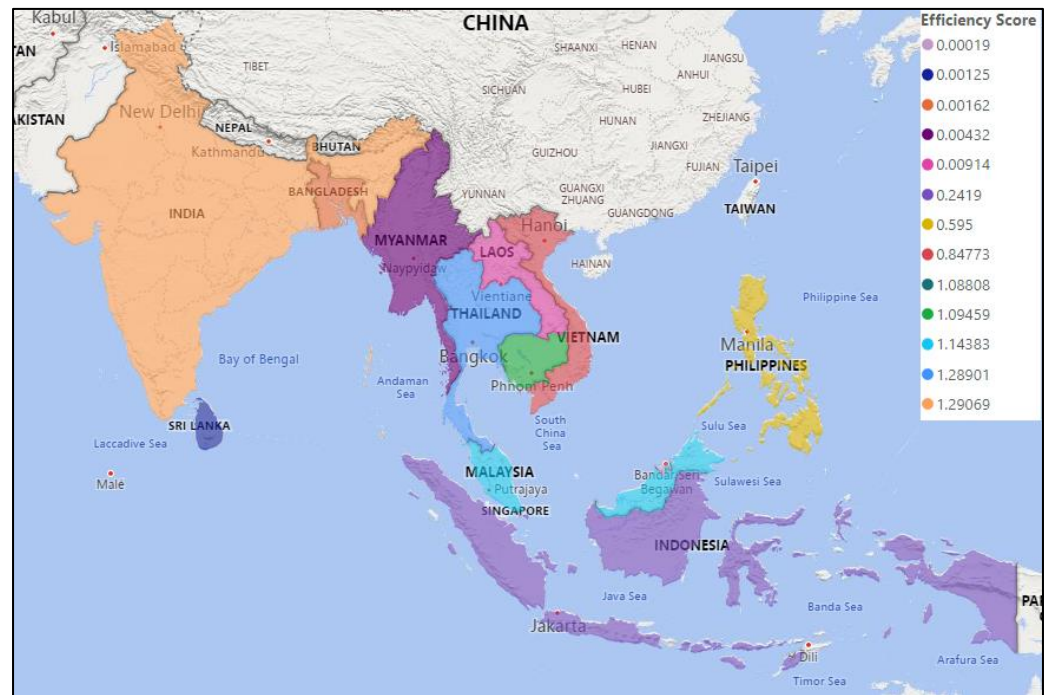 Kabul
CHINA
Islamabad
TAN
TIBET
SHAANXI
HENAN
JIANGSU
ANHUI
SICHUAN
HUBEI
AKISTAN
New Delhi
NEPAL
Kathmandu
BHUTAN
HUNAN
JIANGXI
ZHEJIANG
GUIZHOU
FUJIAN
BANGLADESH
YUNNAN
GUANGXI
ZHUANG
GUANGDONG
Taipei
TAIWAN
INDIA
MYANMAR
Naypyidaw
LAOS
Hanoi
HAINAN
Vientiane
THAILAND
VIETNAM
Philippine Sea
Bay of Bengal
Bangkok
Manila
PHILIPPINES
Andaman
Sea
Phnom Penh
SRI LANKA
Laccadive Sea
South
China
Sea
Sulu Sea
Malé
MALAYSIA
Putrajaya
SINGAPORE
Bandar Seri
Begawan
Sulawesi Sea
INDONESIA
Java Sea
Banda Sea
PAP
Jakarta
Dili
Arafura Sea
Timor Sea
Efficiency Score
0.00019
0.00125
0.00162
0.00432
0.00914
0.2419
0.595
0.84773
1.08808
1.09459
1.14383
1.28901
1.29069